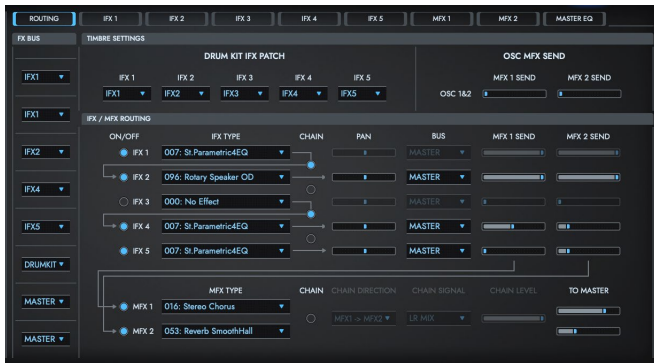 ROUTING IFX 1 IFX 2 IFX 3 IFX 4 IFX 5 MFX 1 MFX 2 MASTER EQ
FX BUS TIMBRE SETTINGS
DRUM KIT IFX PATCH OSC MFX SEND
IFX1 IFX 1 IFX 2 IFX 3 IFX 4 IFX 5 MFX 1 SEND MFX 2 SEND
IFX1 IFX2 IFX3 IFX4 IFX5 OSC 1&2
IFX1 IFX / MFX ROUTING
ON/OFF IFX TYPE CHAIN PAN BUS MFX 1 SEND MFX 2 SEND
IFX2 IFX 1 007: St.Parametric4EQ MASTER
IFX 2 096: Rotary Speaker OD MASTER
IFX4 IFX 3 000: No Effect MASTER
IFX5 IFX 4 007: St.Parametric4EQ MASTER
IFX 5 007: St.Parametric4EQ MASTER
DRUMKIT
MFX TYPE CHAIN CHAIN DIRECTION CHAIN SIGNAL CHAIN LEVEL TO MASTER
MASTER MFX 1 016: Stereo Chorus
MFX1 -> MFX2 LR MIX
MASTER MFX 2 053: Reverb SmoothHall